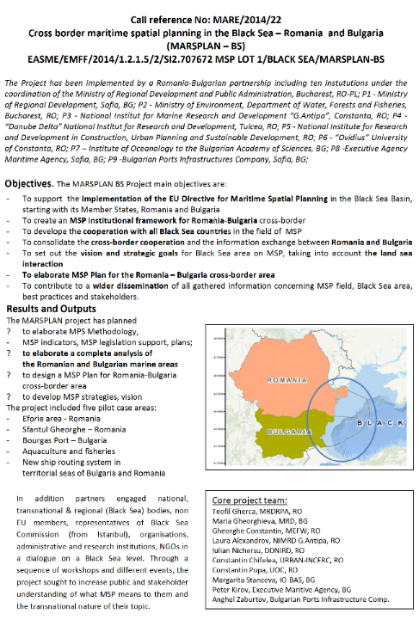 Call reference No: MARE/2014/22
Cross border maritime spatial planning in the Black Sea – Romania and Bulgaria
(MARSPLAN – BS)
EASME/EMFF/2014/1.2.1.5/2/SI2.707672 MSP LOT 1/BLACK SEA/MARSPLAN-BS
The Project has been implemented by a Romania-Bulgarian partnership including ten instututions under the
coordination of the Ministry of Regional Development and Public Administration, Bucharest, RO-PL; P1 - Ministry
of Regional Development, Sofia, BG; P2 - Ministry of Environment, Department of Water, Forests and Fisheries,
Bucharest, RO; P3 - National Institut for Marine Research and Development "G.Antipa", Constanta, RO; P4 -
"Danube Delta" National Institut for Research and Development, Tulcea, RO; P5 - National Institute for Research
and Development in Construction, Urban Planning and Sustainable Development, RO; P6 - "Ovidius" University
of Constanta, RO; P7 – Institute of Oceanology to the Bulgarian Academy of Sciences, BG; P8 -Executive Agency
Maritime Agency, Sofia, BG; P9 -Bulgarian Ports Infrastructures Company, Sofia, BG;
Objectives. The MARSPLAN BS Project main objectives are:
- To support the implementation of the EU Directive for Maritime Spatial Planning in the Black Sea Basin,
starting with its Member States, Romania and Bulgaria
- To create an MSP institutional framework for Romania-Bulgaria cross-border
- To develope the cooperation with all Black Sea countries in the field of MSP
- To consolidate the cross-border cooperation and the information exchange between Romania and Bulgaria
- To set out the vision and strategic goals for Black Sea area on MSP, taking into account the land sea
interaction
- To elaborate MSP Plan for the Romania – Bulgaria cross-border area
- To contribute to a wider dissemination of all gathered information concerning MSP field, Black Sea area,
best practices and stakeholders.
Results and Outputs
The MARSPLAN project has planned
? to elaborate MPS Methodology,
- MSP indicators, MSP legislation support, plans;
? to elaborate a complete analysis of
the Romanian and Bulgarian marine areas
? to design a MSP Plan for Romania-Bulgaria
cross-border area
? to develop MSP strategies, vision
The project included five pilot case areas:
- Eforie area - Romania
- Sfantul Gheorghe – Romania
- Bourgas Port – Bulgaria
- Aquaculture and fisheries
- New ship routing system in
territorial seas of Bulgaria and Romania
ROMANIA
BULGARIA
BLACK
In addition partners engaged national,
transnational & regional (Black Sea) bodies, non
EU members, representatives of Black Sea
Commission (from Istanbul), organisations,
administrative and research institutions, NGOs in
a dialogue on a Black Sea level. Through a
sequence of workshops and different events, the
project sought to increase public and stakeholder
understanding of what MSP means to them and
the transnational nature of their topic.
Core project team:
Teofil Gherca, MRDRPA, RO
Maria Gheorghieva, MRD, BG
Gheorghe Constantin, MEFW, RO
Laura Alexandrov, NIMRD G.Antipa, RO
Iulian Nichersu, DDNIRD, RO
Constantin Chifelea, URBAN-INCERC, RO
Constantin Popa, UOC, RO
Margarita Stanceva, IO BAS, BG
Peter Kirov, Executive Maritive Agency, BG
Anghel Zaburtov, Bulgarian Ports Infrastructure Comp.